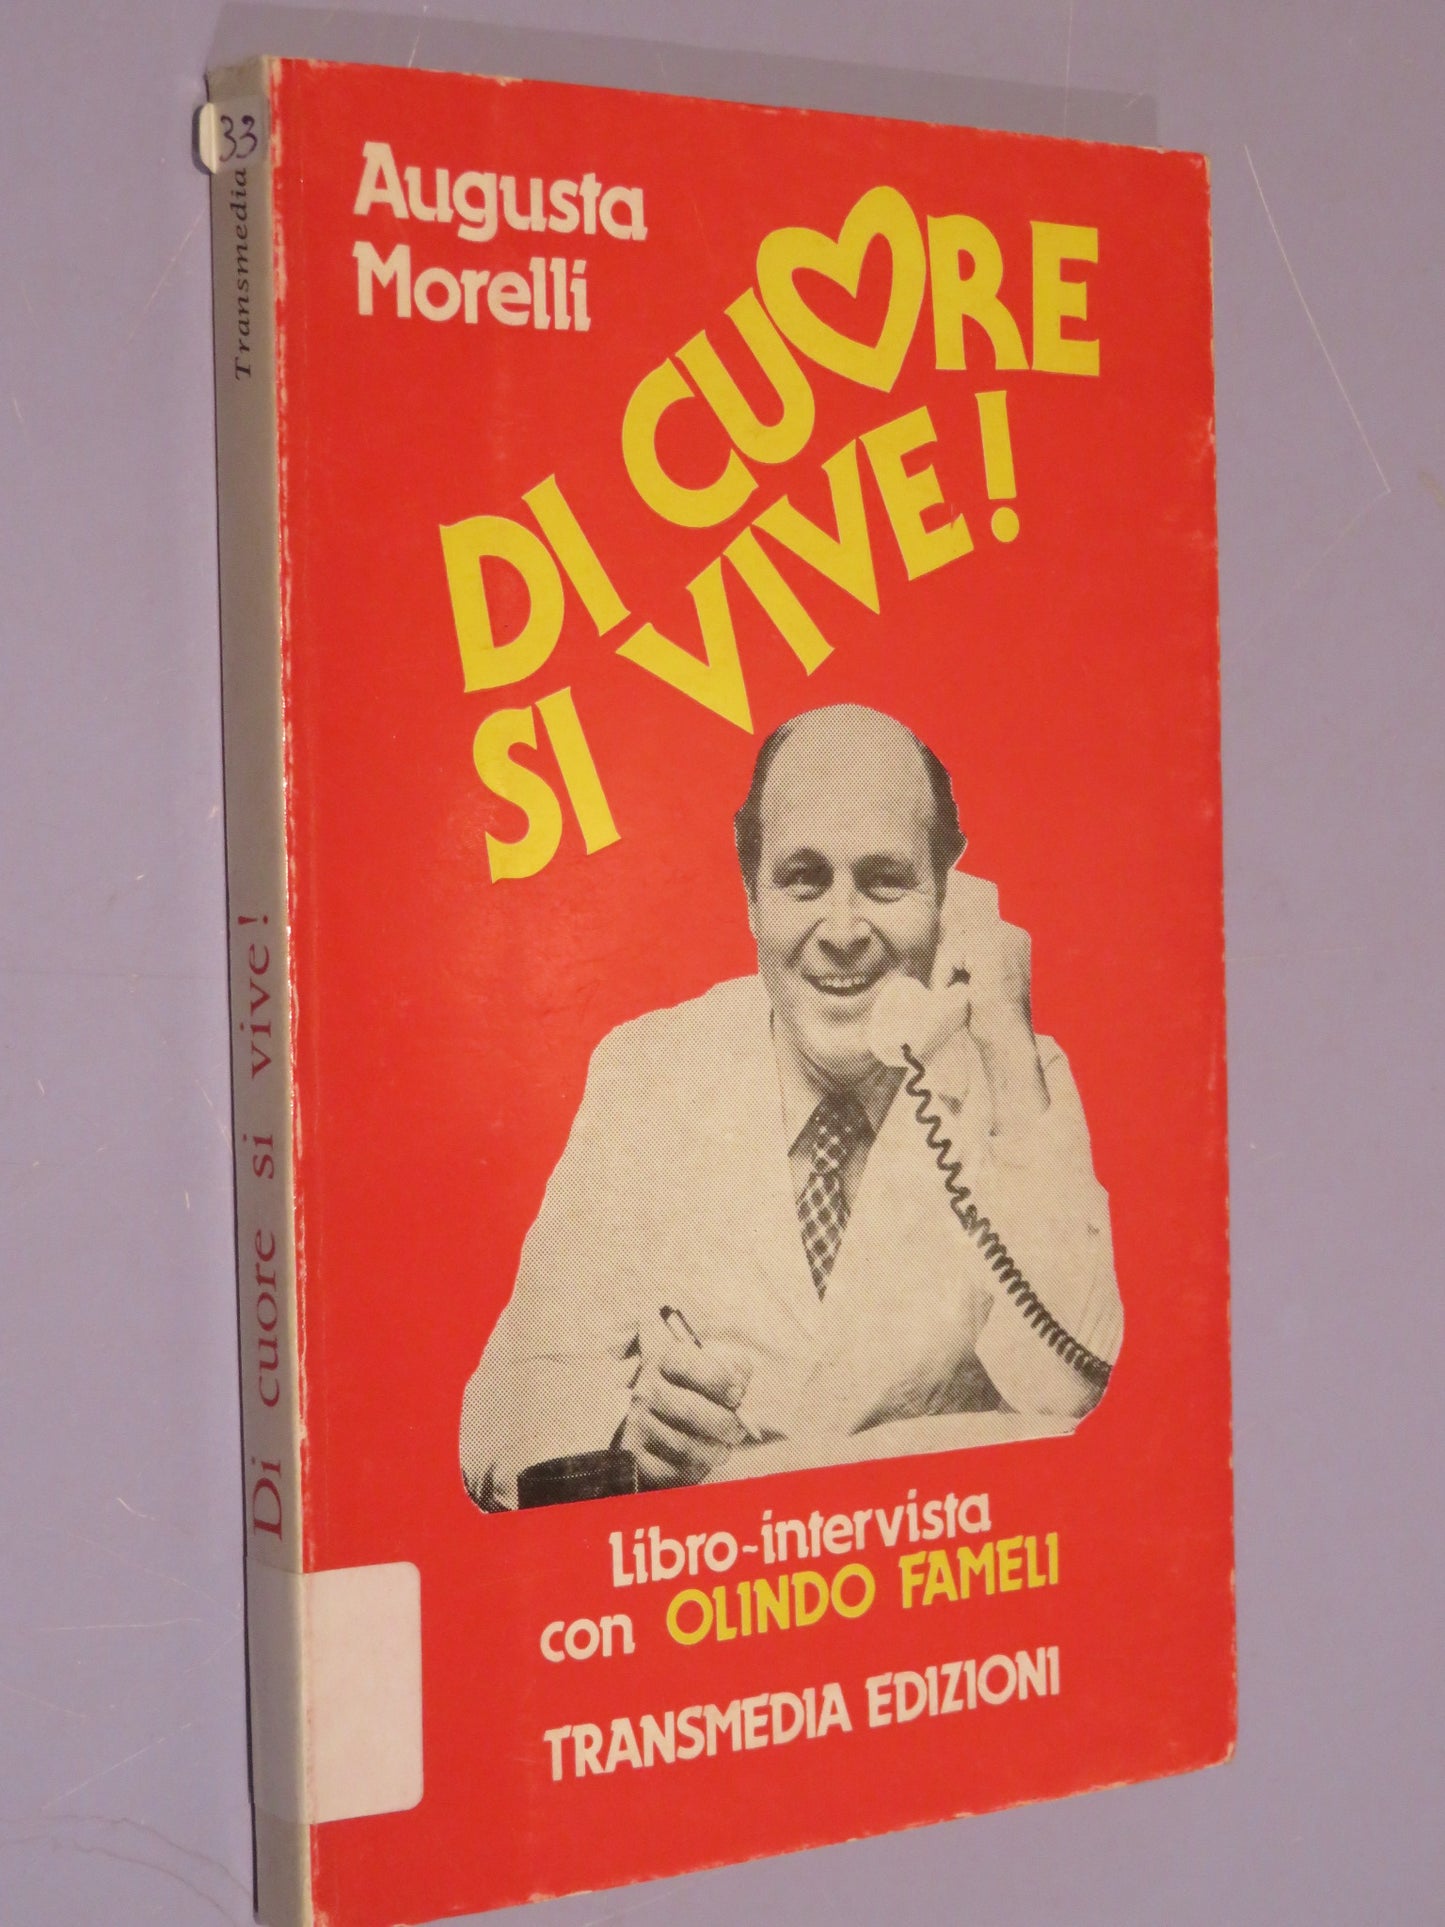 33
Transmedia
Di cuore si vive!
Augusta
Morelli
DI CUORE
SI VIVE!
Libro-intervista
con OLINDO FAMELI
TRANSMEDIA EDIZIONI